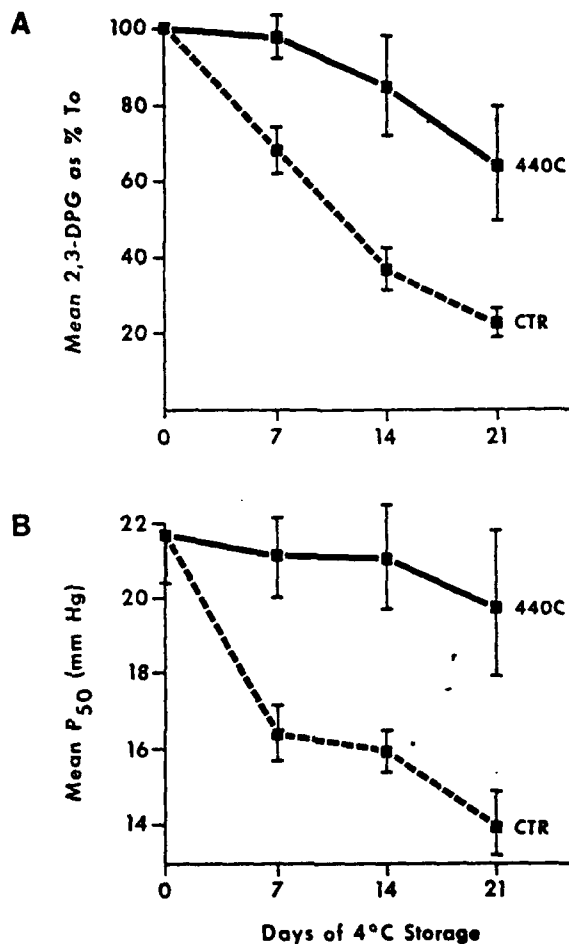 A
Mean 2,3-DPG as % To
100
80
60
40
20
440C
CTR
0 7 14 21
B
Mean P50 (mm Hg)
22
20
18
16
14
440C
CTR
0 7 14 21
Days of 4°C Storage